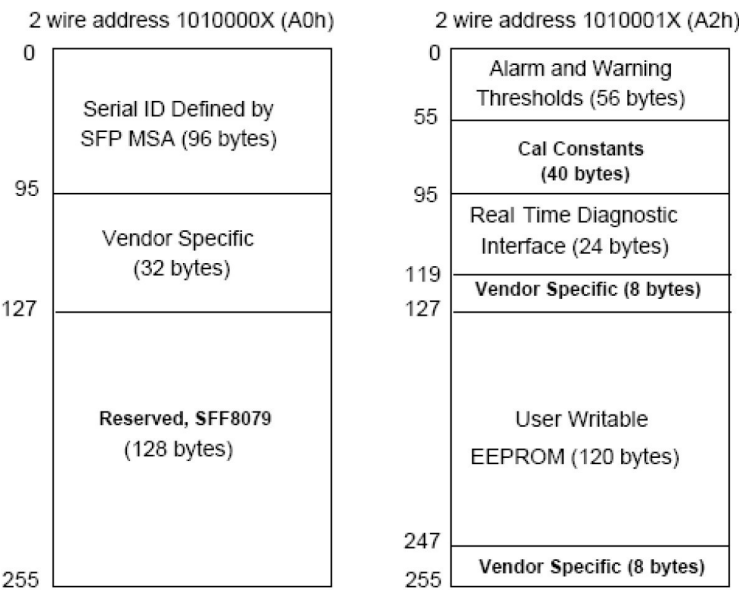 2 wire address 1010000X (A0h)
0
Serial ID Defined by
SFP MSA (96 bytes)
95
Vendor Specific
(32 bytes)
127
Reserved, SFF8079
(128 bytes)
255
2 wire address 1010001X (A2h)
0
Alarm and Warning
Thresholds (56 bytes)
55
Cal Constants
(40 bytes)
95
Real Time Diagnostic
Interface (24 bytes)
119
Vendor Specific (8 bytes)
127
User Writable
EEPROM (120 bytes)
247
Vendor Specific (8 bytes)
255